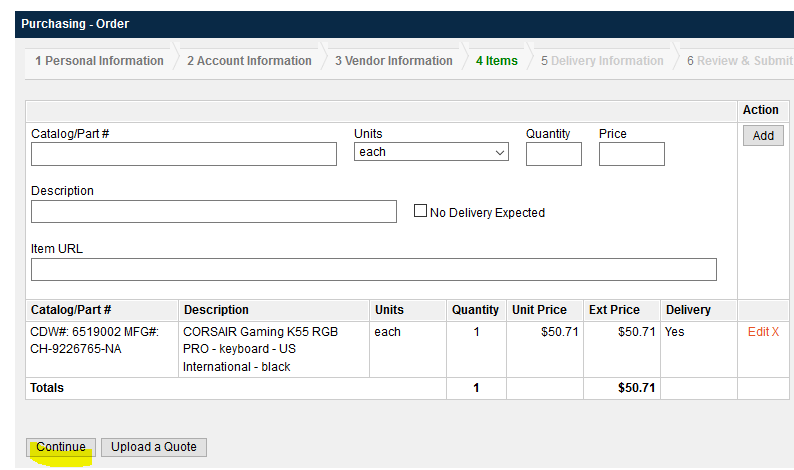 Purchasing - Order
1 Personal Information 2 Account Information 3 Vendor Information 4 Items 5 Delivery Information 6 Review & Submit
Action
Catalog/Part # Units Quantity Price Add
each
Description
No Delivery Expected
Item URL
Catalog/Part # Description Units Quantity Unit Price Ext Price Delivery
CDW#: 6519002 MFG#: CORSAIR Gaming K55 RGB each 1 $50.71 $50.71 Yes Edit X
CH-9226765-NA PRO - keyboard - US
International - black
Totals 1 $50.71
Continue Upload a Quote